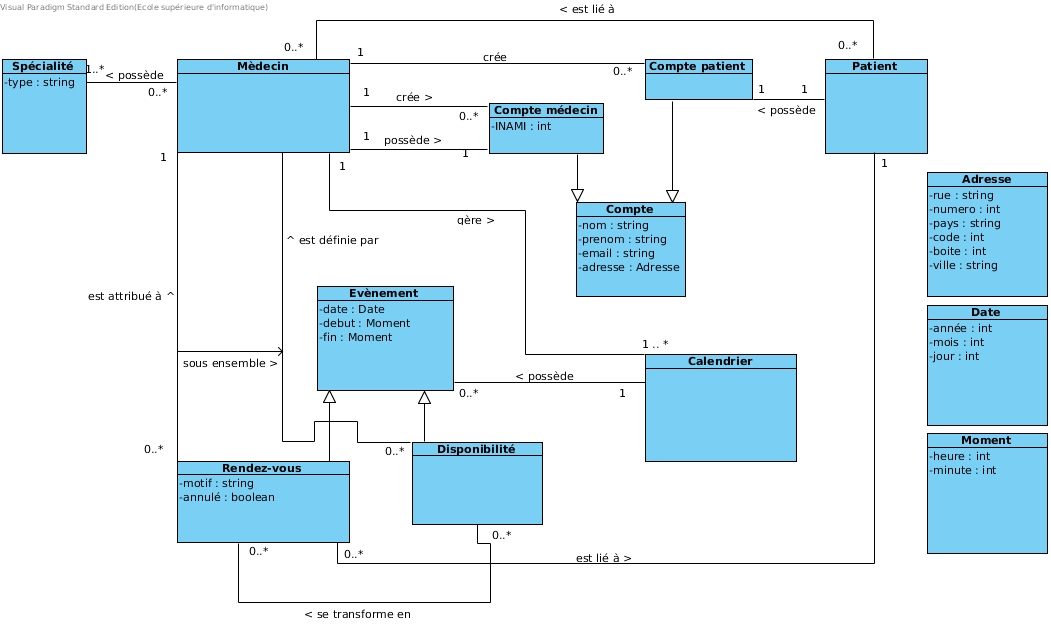 Visual Paradigm Standard Edition(Ecole supérieure d'informatique)
< est lié à
0..*
0..*
Spécialité
-type : string
1..*
< possède
0..*
Mèdecin
1
crée
0..*
Compte patient
1
1
< possède
Patient
1
crée >
0..*
Compte médecin
-INAMI : int
1
possède >
1
1
1
1
Adresse
-rue : string
-numero : int
-pays : string
-code : int
-boite : int
-ville : string
Compte
-nom : string
-prenom : string
-email : string
-adresse : Adresse
gère >
^ est définie par
est attribué à ^
Evènement
-date : Date
-debut : Moment
-fin : Moment
Date
-année : int
-mois : int
-jour : int
sous ensemble >
1 .. *
Calendrier
< possède
0..*
1
Moment
-heure : int
-minute : int
0..*
0..*
Disponibilité
Rendez-vous
-motif : string
-annulé : boolean
0..*
0..*
0..*
est lié à >
< se transforme en